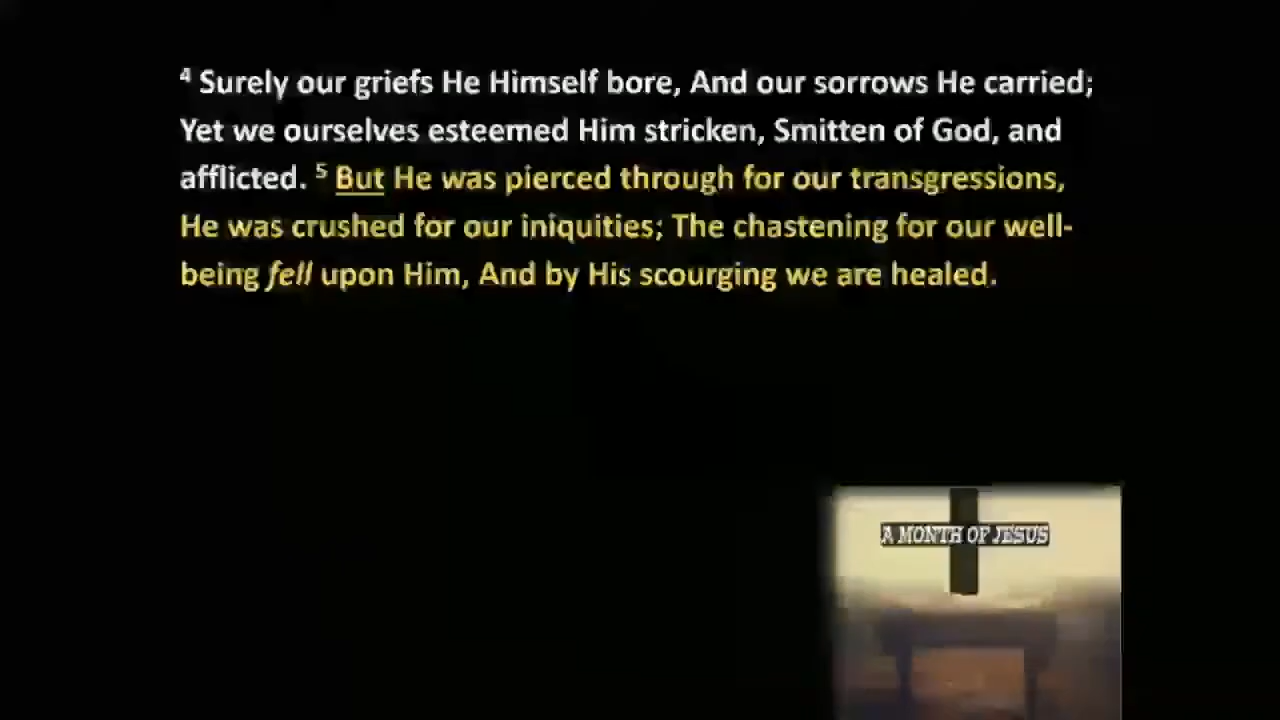 ⁴ Surely our griefs He Himself bore, And our sorrows He carried;
Yet we ourselves esteemed Him stricken, Smitten of God, and
afflicted. ⁵ But He was pierced through for our transgressions,
He was crushed for our iniquities; The chastening for our well-
being fell upon Him, And by His scourging we are healed.
A MONTH OF JESUS